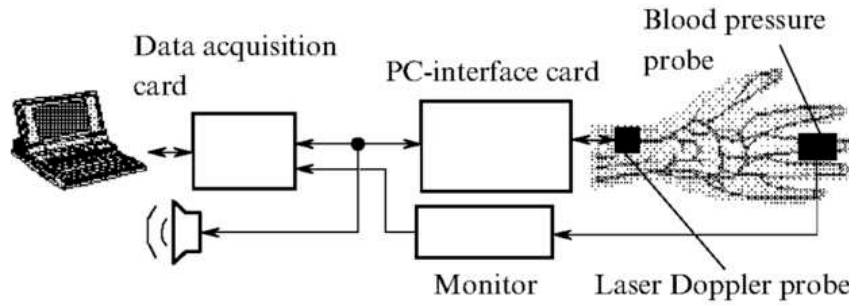 Blood pressure
probe
Data acquisition
card
PC-interface card
Monitor
Laser Doppler probe